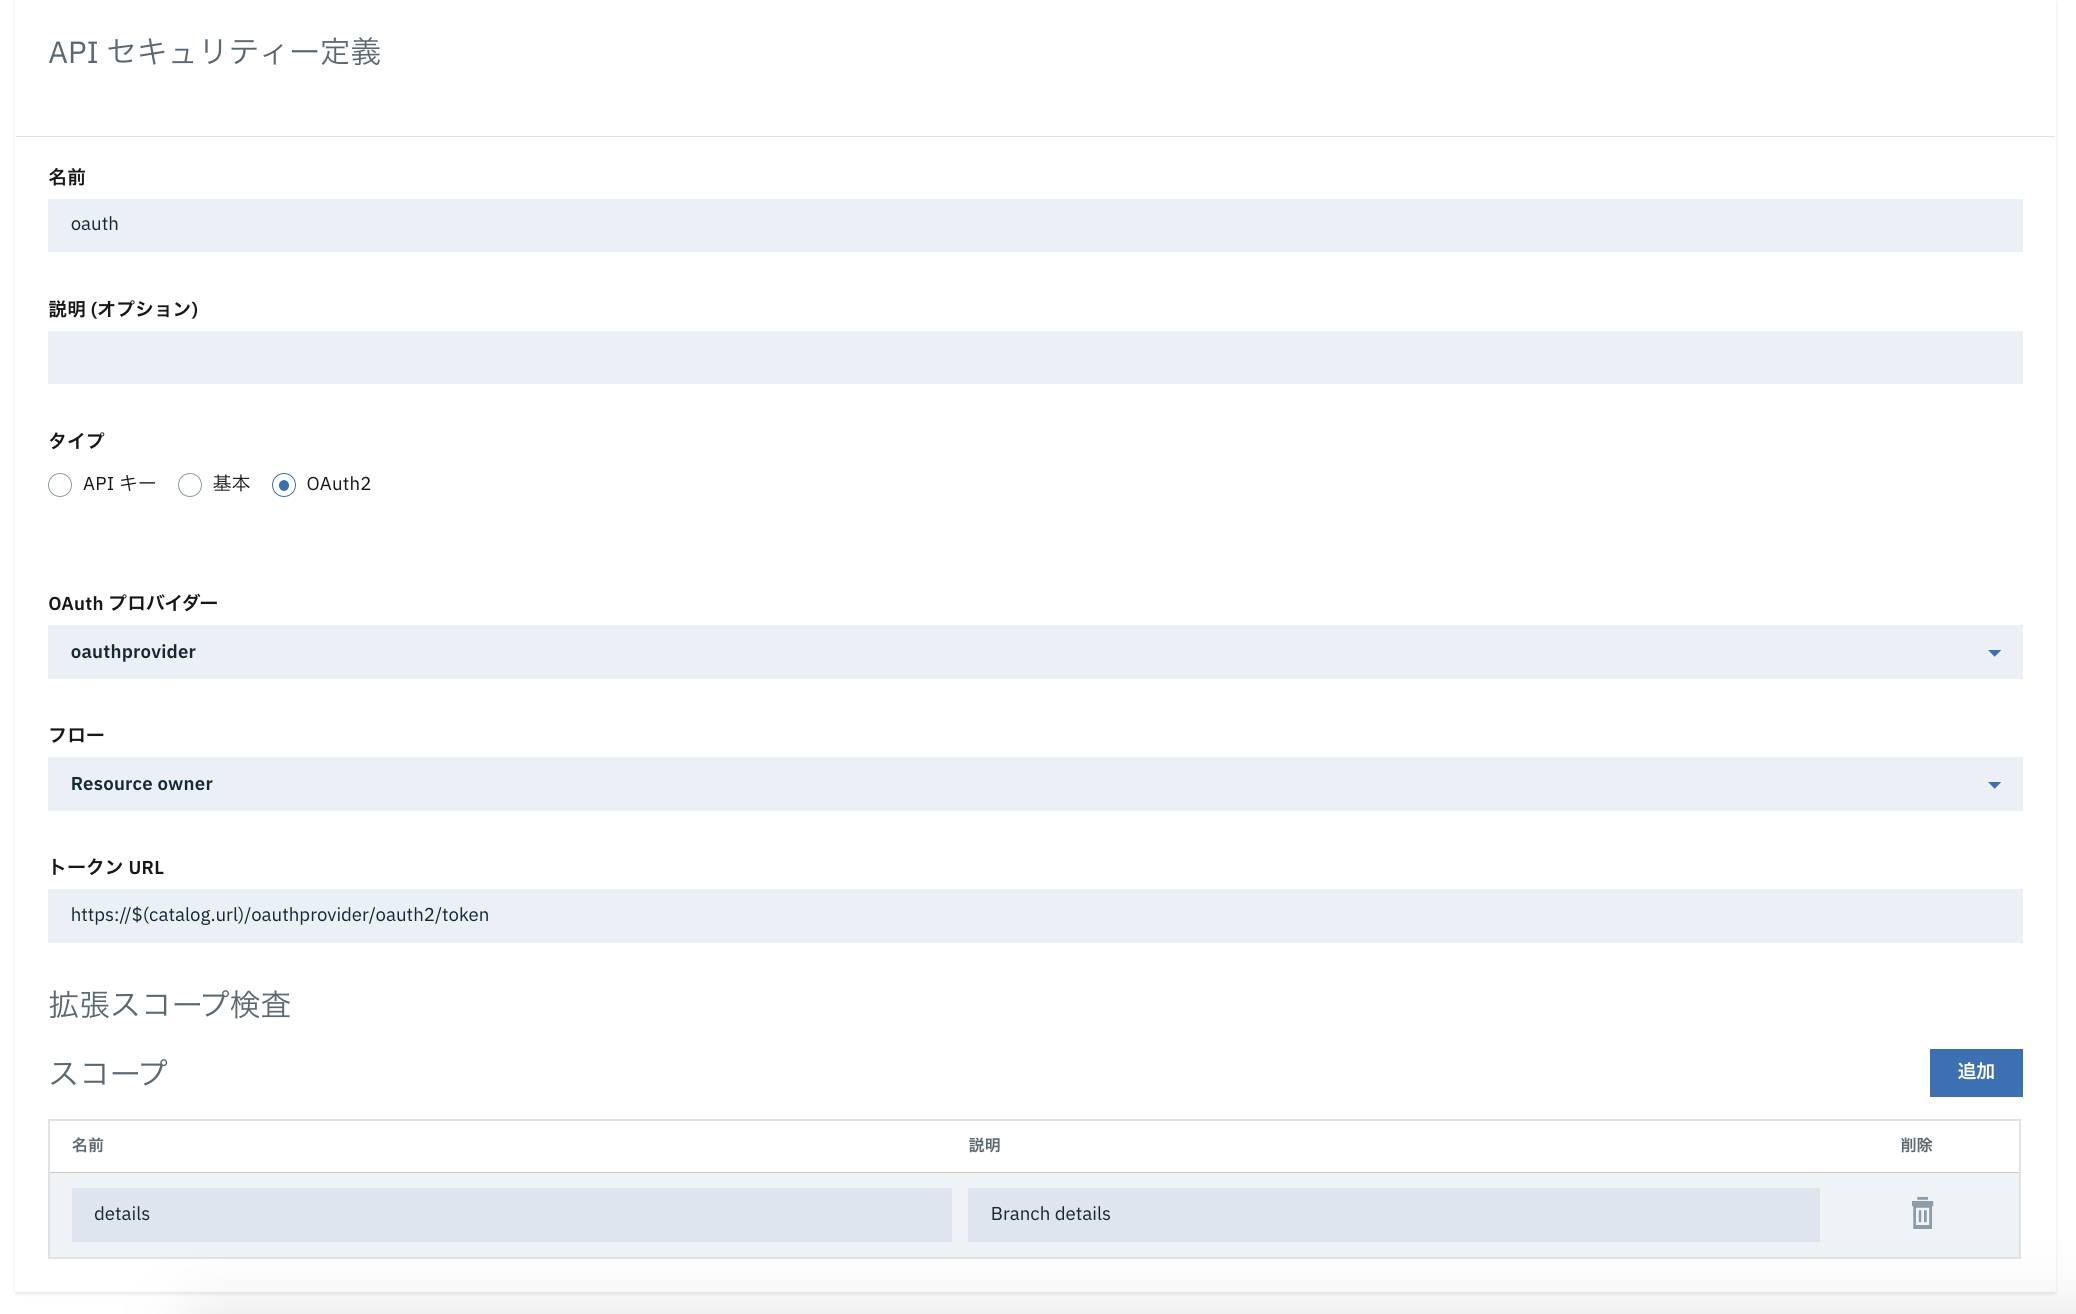 API セキュリティー定義
名前
oauth
説明 (オプション)
タイプ
API キー 基本 OAuth2
OAuth プロバイダー
oauthprovider
フロー
Resource owner
トークン URL
https://$(catalog.url)/oauthprovider/oauth2/token
拡張スコープ検査
スコープ
追加
名前 説明 削除
details Branch details